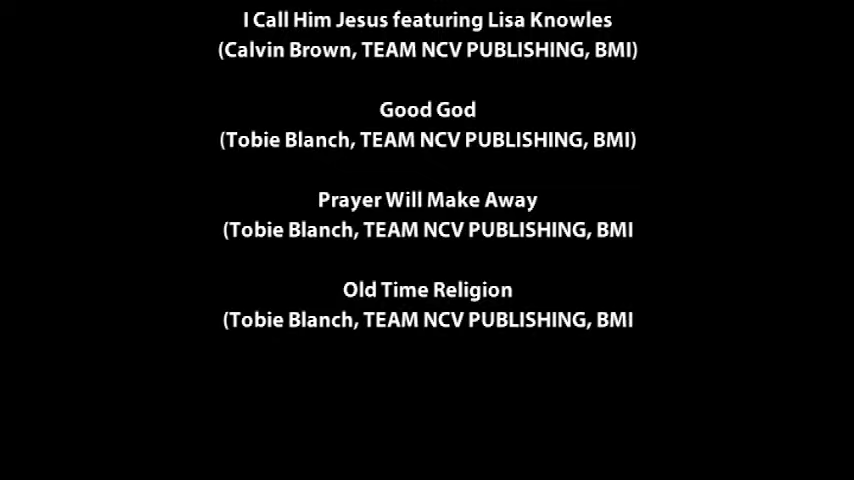 I Call Him Jesus featuring Lisa Knowles
(Calvin Brown, TEAM NCV PUBLISHING, BMI)
Good God
(Tobie Blanch, TEAM NCV PUBLISHING, BMI)
Prayer Will Make Away
(Tobie Blanch, TEAM NCV PUBLISHING, BMI
Old Time Religion
(Tobie Blanch, TEAM NCV PUBLISHING, BMI